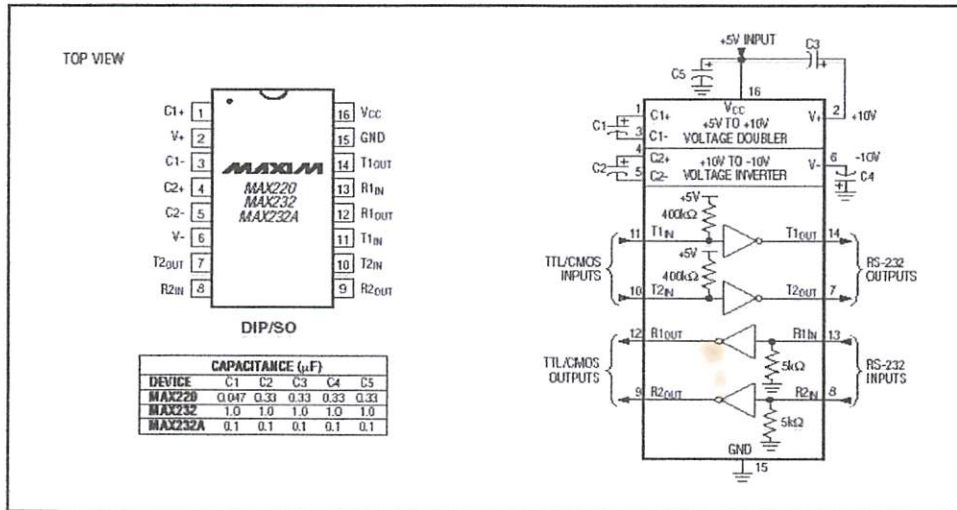 TOP VIEW
C1+ 1
V+ 2
C1- 3
C2+ 4
C2- 5
V- 6
T2OUT 7
R2IN 8
16 VCC
15 GND
14 T1OUT
13 R1IN
12 R1OUT
11 T1IN
10 T2IN
9 R2OUT
MAXIM
MAX220
MAX232
MAX232A
DIP/SO
CAPACITANCE (μF)
DEVICE C1 C2 C3 C4 C5
MAX220 0.047 0.33 0.33 0.33 0.33
MAX232 1.0 1.0 1.0 1.0 1.0
MAX232A 0.1 0.1 0.1 0.1 0.1
+5V INPUT
C3
C5
16
VCC
1 C1+
C1
3 C1-
+5V TO +10V
VOLTAGE DOUBLER
V+ 2 +10V
4 C2+
C2
5 C2-
+10V TO -10V
VOLTAGE INVERTER
V- 6 -10V
C4
+5V
400kΩ
11 T1IN
T1OUT 14
+5V
400kΩ
TTL/CMOS
INPUTS
RS-232
OUTPUTS
10 T2IN
T2OUT 7
12 R1OUT
R1IN 13
5kΩ
TTL/CMOS
OUTPUTS
RS-232
INPUTS
9 R2OUT
R2IN 8
5kΩ
GND
15